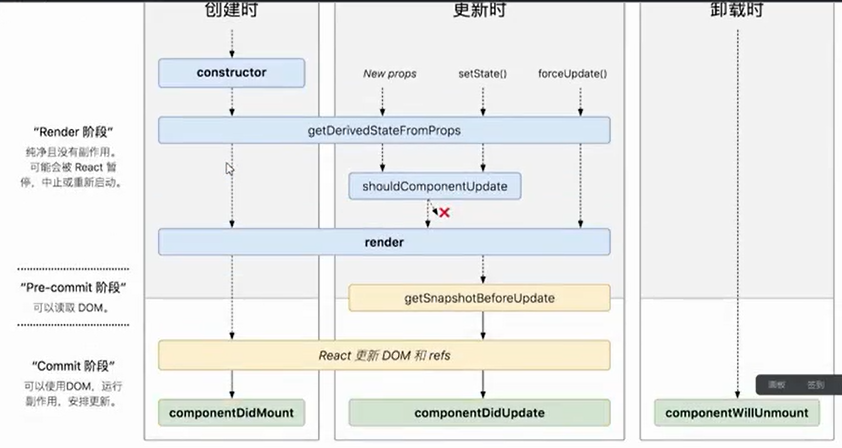 创建时
更新时
卸载时
constructor
New props
setState()
forceUpdate()
"Render 阶段"
纯净且没有副作用。
可能会被 React 暂
停，中止或重新启动。
getDerivedStateFromProps
shouldComponentUpdate
render
"Pre-commit 阶段"
可以读取 DOM。
getSnapshotBeforeUpdate
React 更新 DOM 和 refs
"Commit 阶段"
可以使用DOM，运行
副作用，安排更新。
画板
签到
componentDidMount
componentDidUpdate
componentWillUnmount